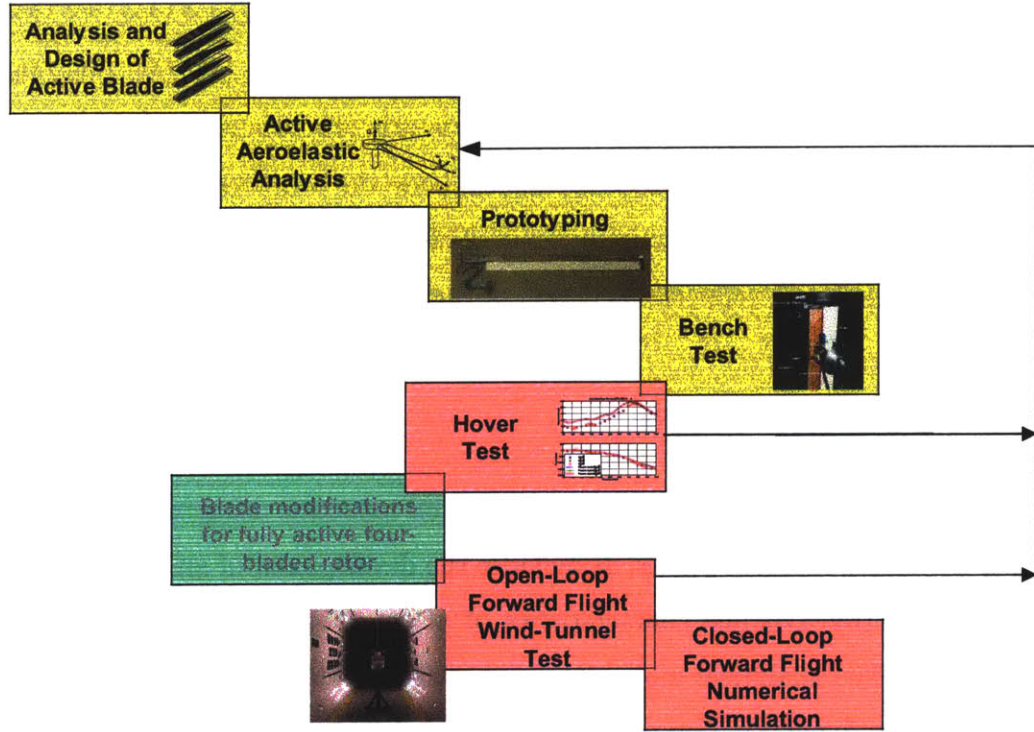 Analysis and
Design of
Active Blade
Active
Aeroelastic
Analysis
Prototyping
Bench
Test
Hover
Test
Blade modifications
for fully active four-
bladed rotor
Open-Loop
Forward Flight
Wind-Tunnel
Test
Closed-Loop
Forward Flight
Numerical
Simulation